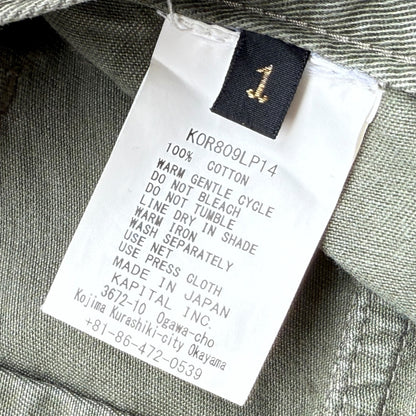 1
KOR809LP14
100% COTTON
WARM GENTLE CYCLE
DO NOT BLEACH
DO NOT TUMBLE
LINE DRY IN SHADE
WARM IRON
WASH SEPARATELY
USE NET
USE PRESS CLOTH
MADE IN JAPAN
KAPITAL INC.
3672-10 Ogawa-cho
Kojima Kurashiki-city Okayama
+81-86-472-0539